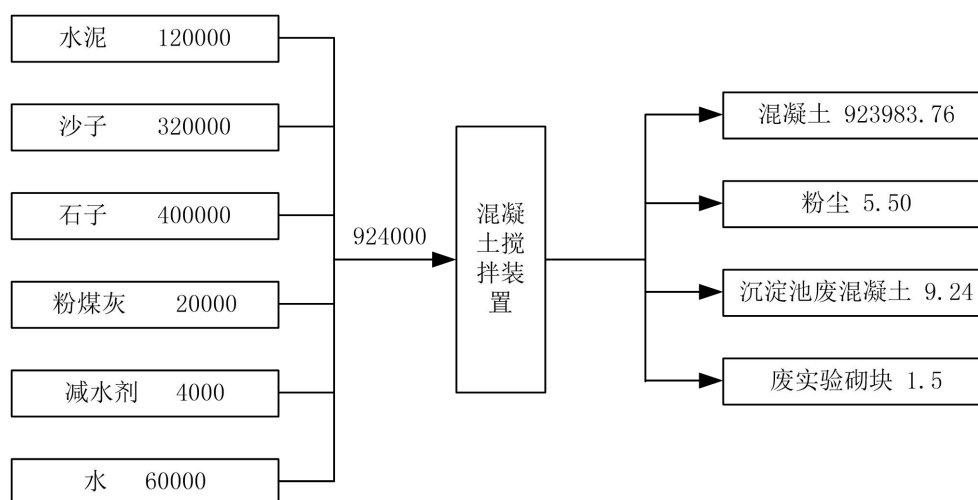 水泥 120000
沙子 320000
石子 400000
粉煤灰 20000
减水剂 4000
水 60000
924000
混凝
土搅
拌装
置
混凝土 923983.76
粉尘 5.50
沉淀池废混凝土 9.24
废实验砌块 1.5